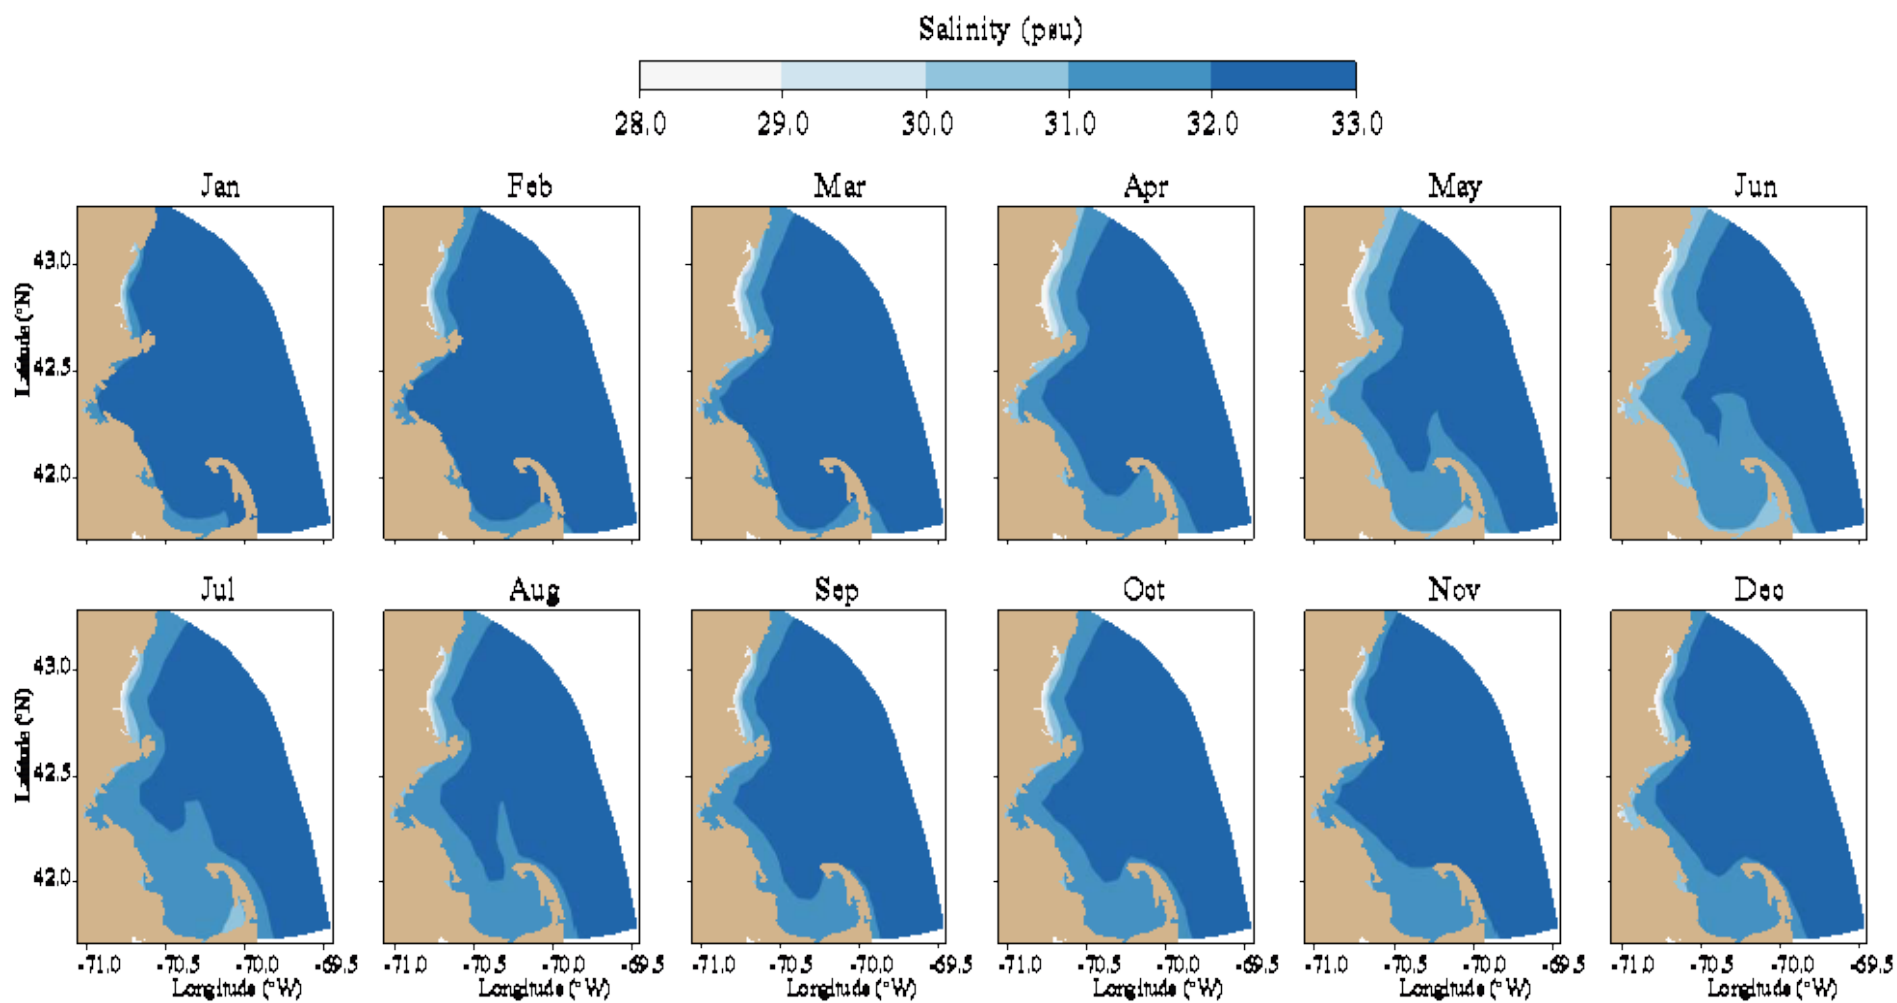 Salinity (psu)
28.0 29.0 30.0 31.0 32.0 33.0
Jan Feb Mar Apr May Jun
Latitude (°N)
43.0
42.5
42.0
Jul Aug Sep Oct Nov Dec
Latitude (°N)
43.0
42.5
42.0
-71.0 -70.5 -70.0 -69.5 -71.0 -70.5 -70.0 -69.5 -71.0 -70.5 -70.0 -69.5 -71.0 -70.5 -70.0 -69.5 -71.0 -70.5 -70.0 -69.5 -71.0 -70.5 -70.0 -69.5
Longitude (°W) Longitude (°W) Longitude (°W) Longitude (°W) Longitude (°W) Longitude (°W)